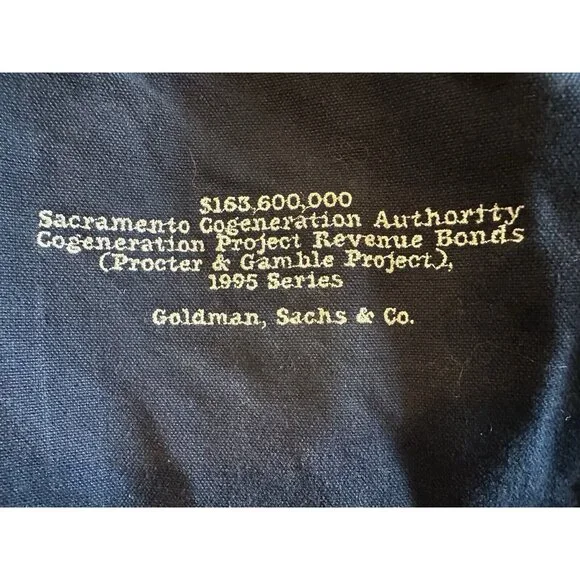 $163,600,000
Sacramento Cogeneration Authority
Cogeneration Project Revenue Bonds
(Procter & Gamble Project),
1995 Series
Goldman, Sachs & Co.